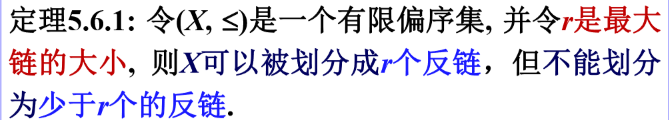 定理5.6.1: 令(X, ≤)是一个有限偏序集, 并令r是最大
链的大小, 则X可以被划分成r个反链，但不能划分
为少于r个的反链.